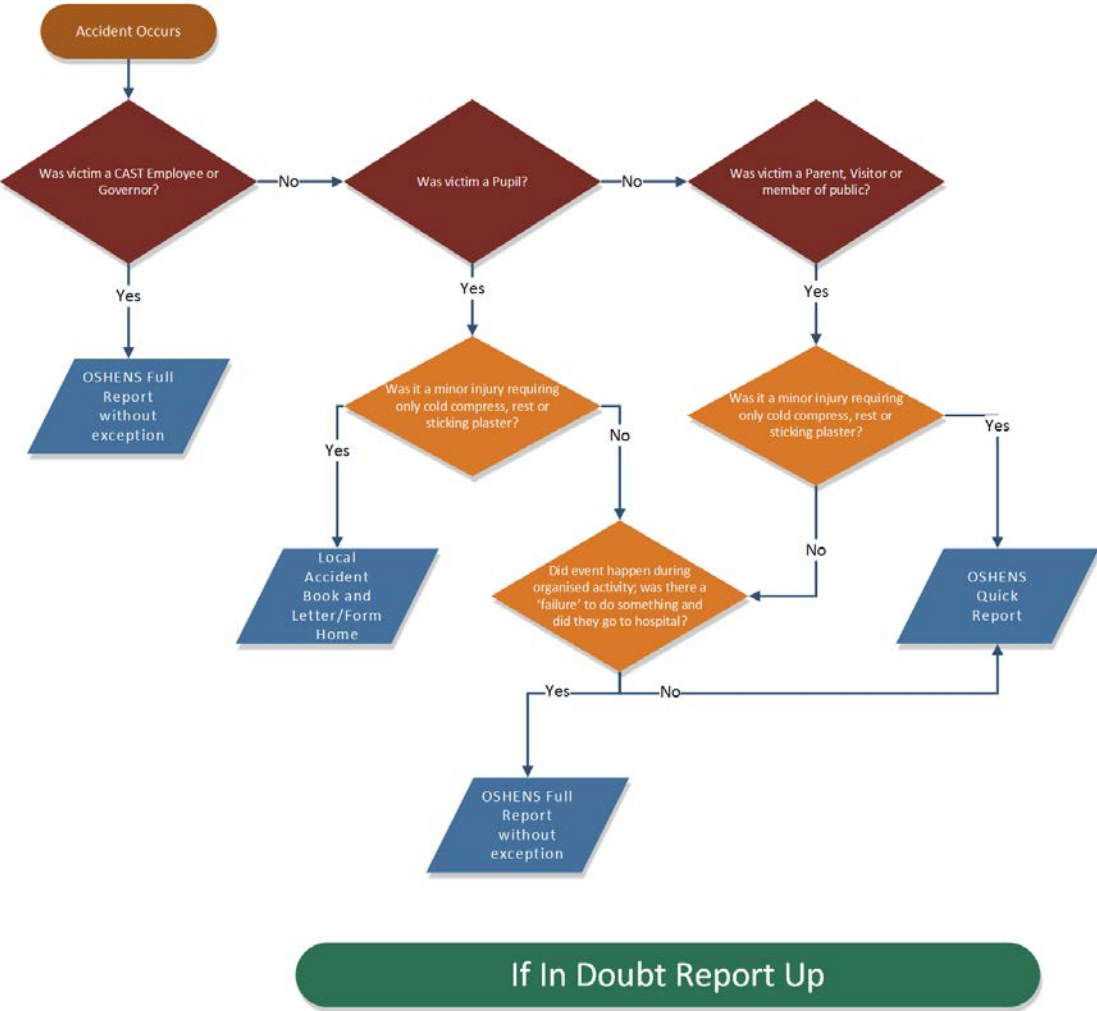 Accident Occurs
Was victim a CAST Employee or
Governor?
No
Was victim a Pupil?
No
Was victim a Parent, Visitor or
member of public?
Yes
Yes
Yes
OSHENS Full
Report
without
exception
Was it a minor injury requiring
only cold compress, rest or
sticking plaster?
Was it a minor injury requiring
only cold compress, rest or
sticking plaster?
Yes
No
Yes
No
Local
Accident
Book and
Letter/Form
Home
Did event happen during
organised activity; was there a
'failure' to do something and
did they go to hospital?
OSHENS
Quick
Report
Yes
No
OSHENS Full
Report
without
exception
If In Doubt Report Up